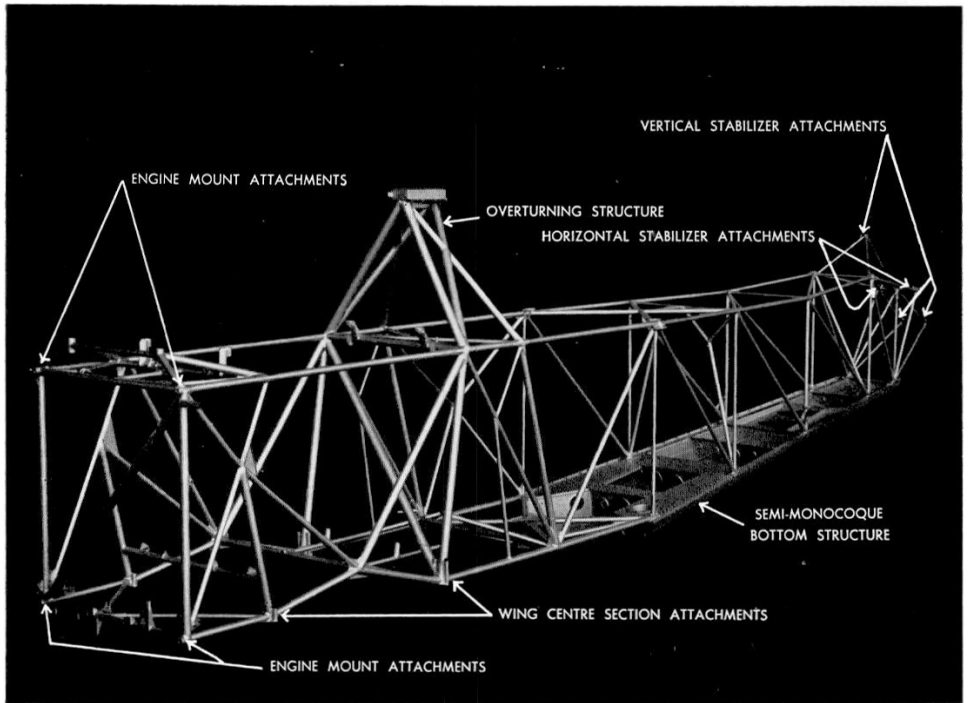 VERTICAL STABILIZER ATTACHMENTS
ENGINE MOUNT ATTACHMENTS
OVERTURNING STRUCTURE
HORIZONTAL STABILIZER ATTACHMENTS
SEMI-MONOCOQUE
BOTTOM STRUCTURE
WING CENTRE SECTION ATTACHMENTS
ENGINE MOUNT ATTACHMENTS